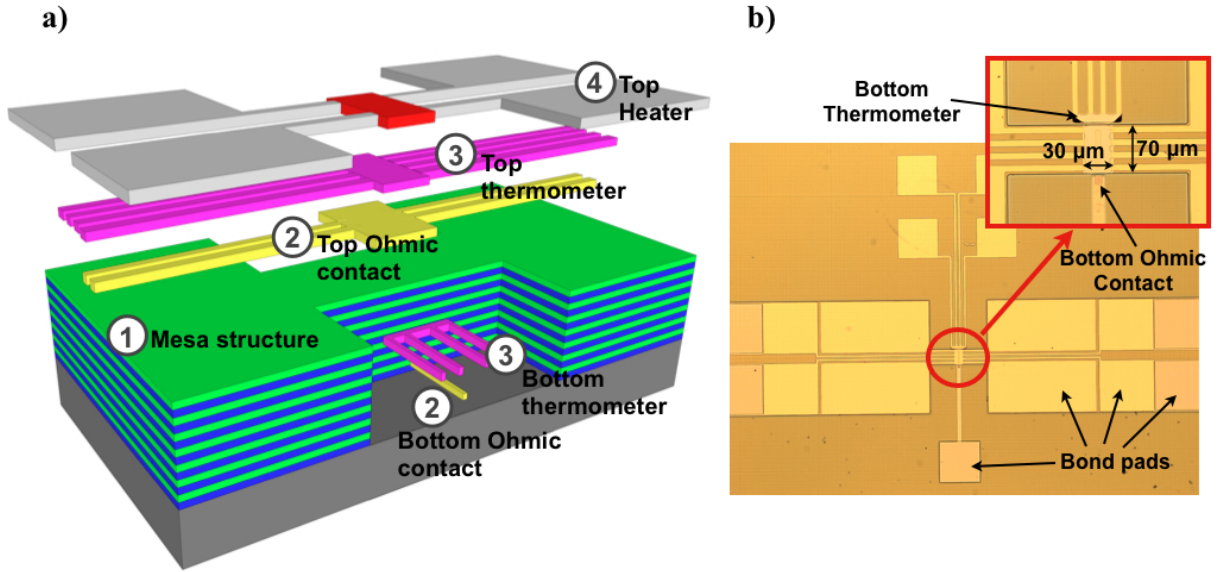 a)
4 Top
Heater
3 Top
thermometer
2 Top Ohmic
contact
1 Mesa structure
3 Bottom
thermometer
2
Bottom Ohmic
contact
b)
Bottom
Thermometer
30 µm
70 µm
Bottom Ohmic
Contact
Bond pads